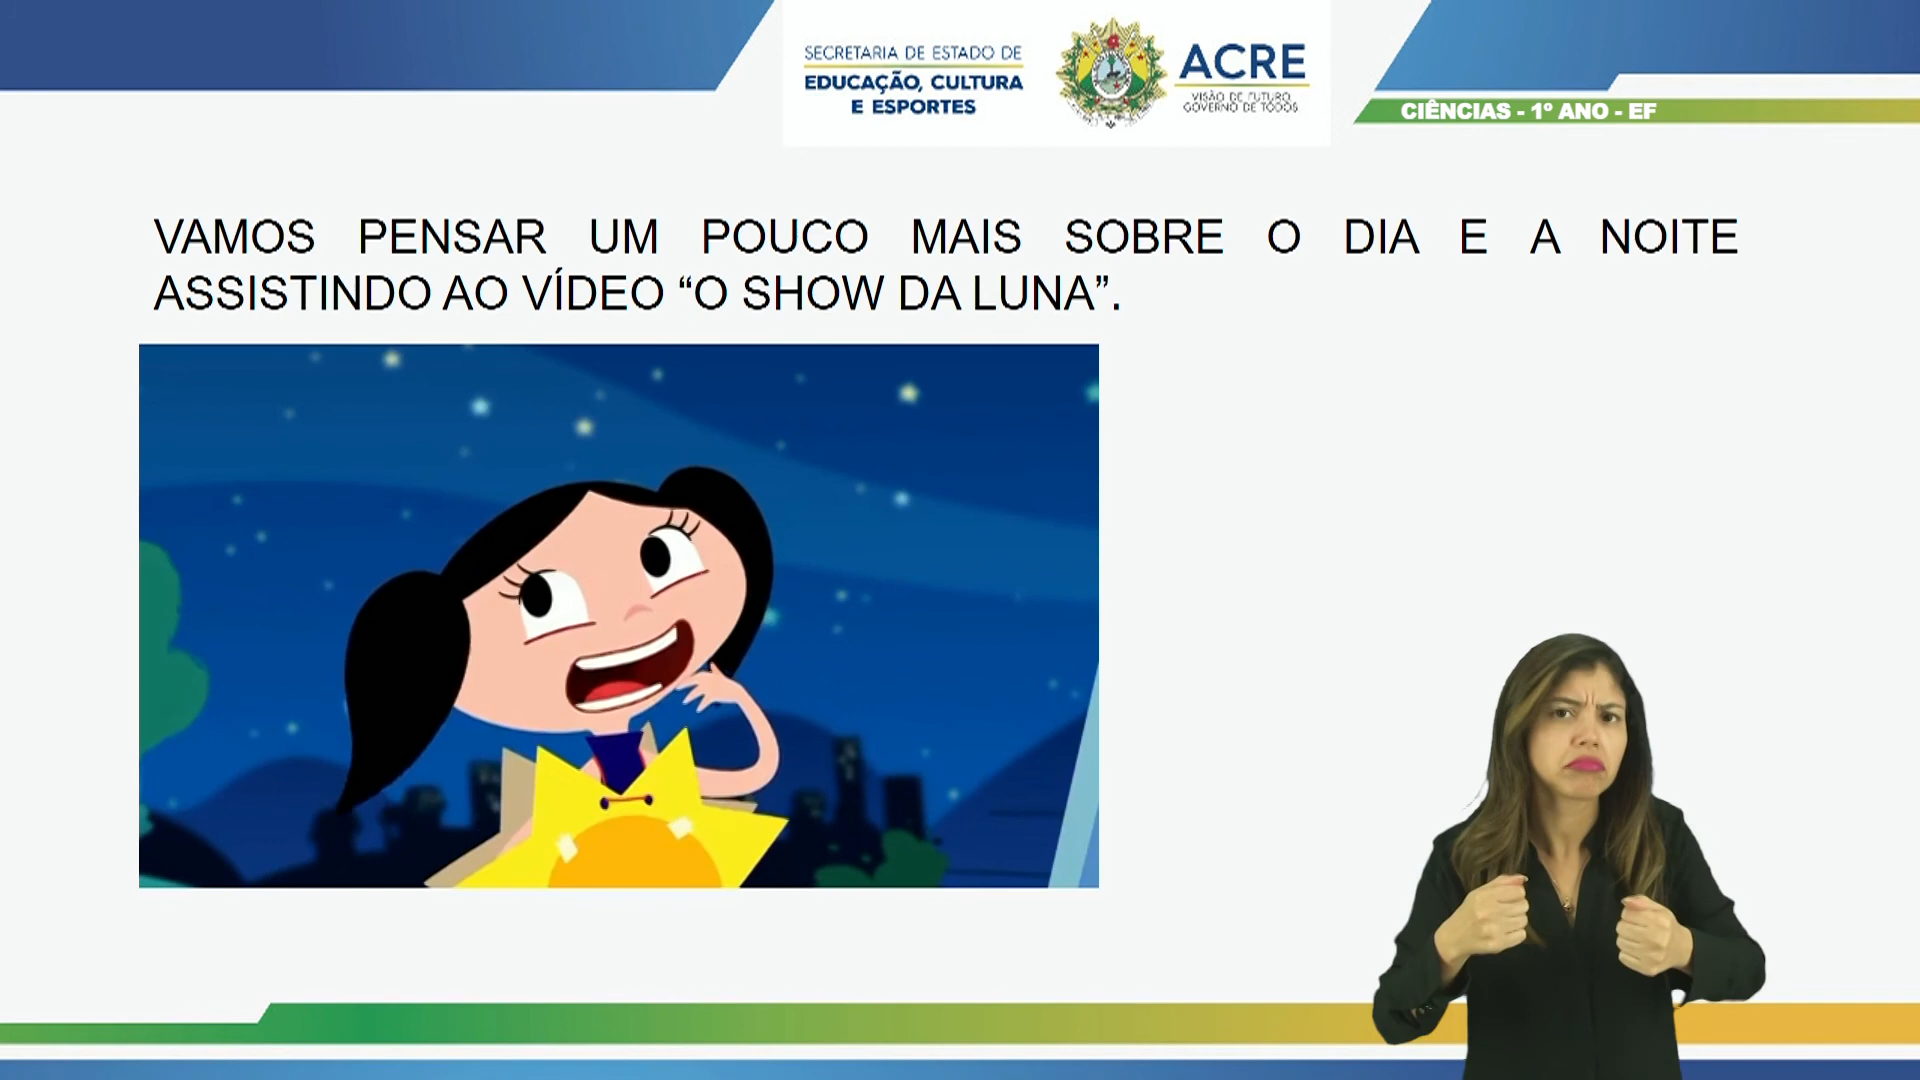 SECRETARIA DE ESTADO DE
EDUCAÇÃO, CULTURA
E ESPORTES
ACRE
VISÃO DE FUTURO,
GOVERNO DE TODOS
CIÊNCIAS - 1º ANO - EF
VAMOS PENSAR UM POUCO MAIS SOBRE O DIA E A NOITE
ASSISTINDO AO VÍDEO “O SHOW DA LUNA”.